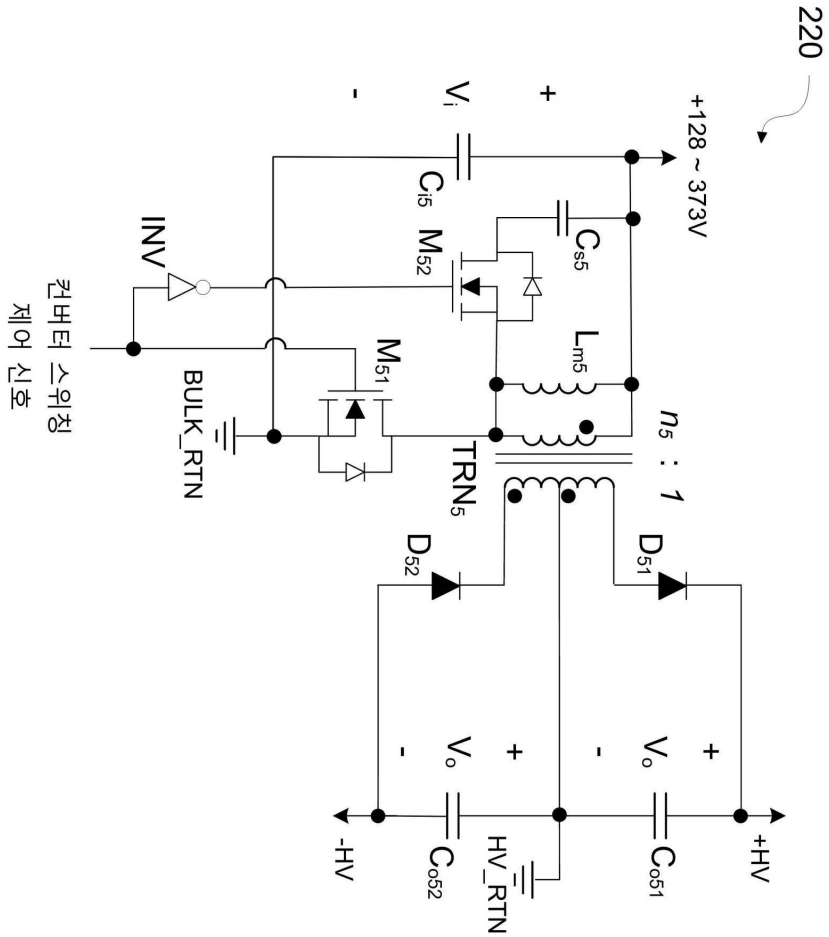 220
+128 ~ 373V
+
Vi
-
Ci5
Cs5
M52
INV
컨버터 스위칭
제어 신호
Lm5
M51
BULK_RTN
n5 : 1
TRN5
D51
D52
+
Vo
-
+
Vo
-
+HV
Co51
HV_RTN
Co52
-HV